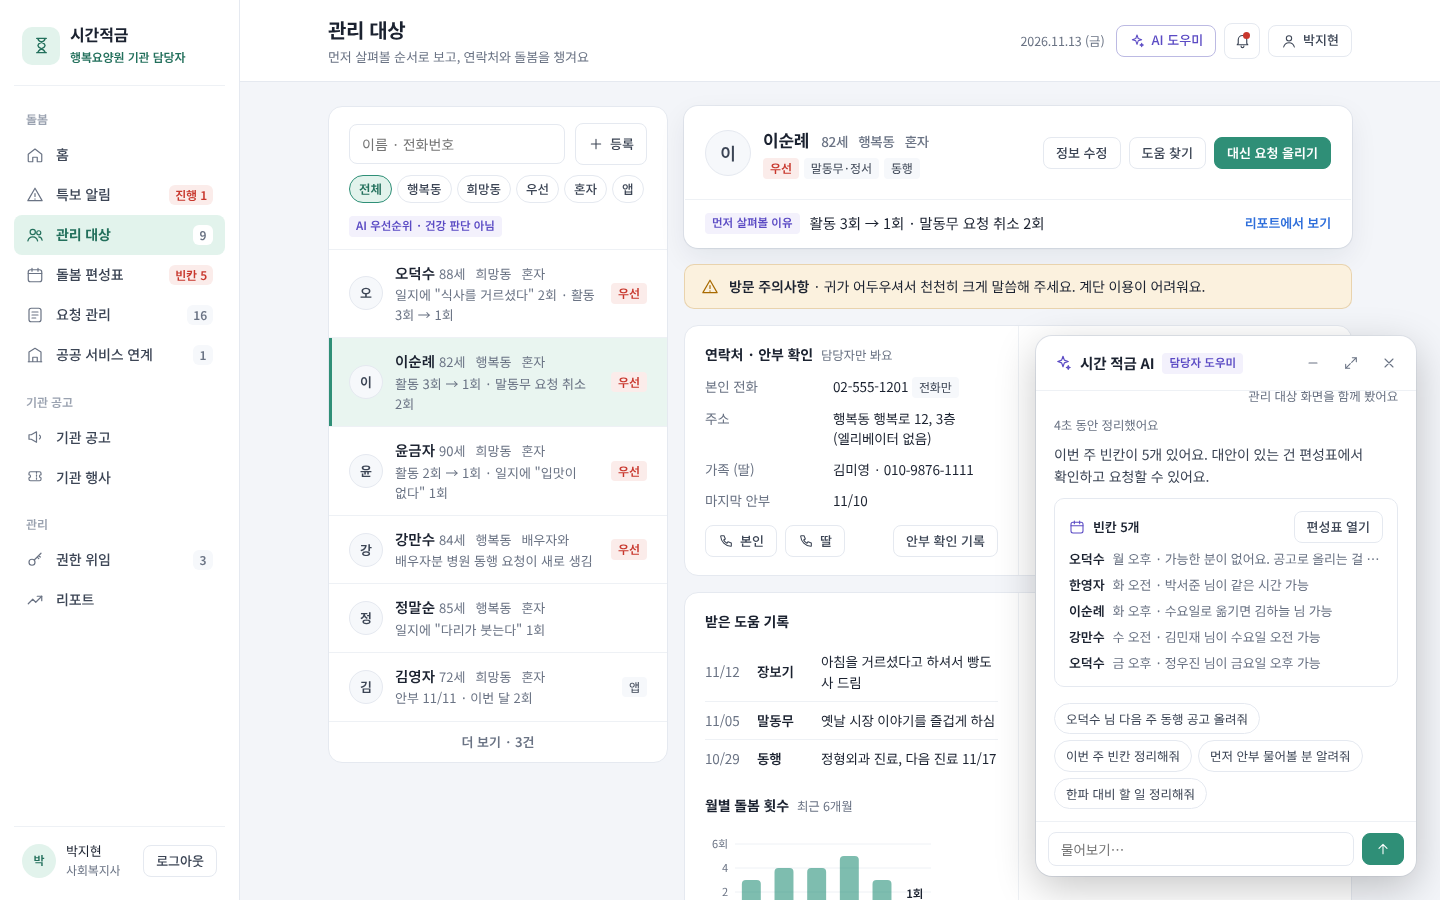 시간적금
행복요양원 기관 담당자
돌봄
홈
특보 알림 진행 1
관리 대상 9
돌봄 편성표 빈칸 5
요청 관리 16
공공 서비스 연계 1
기관 공고
기관 공고
기관 행사
관리
권한 위임 3
리포트
박 박지현
사회복지사
로그아웃
관리 대상
먼저 살펴볼 순서로 보고, 연락처와 돌봄을 챙겨요
2026.11.13 (금) AI 도우미 박지현
이름 · 전화번호 등록
전체 행복동 희망동 우선 혼자 앱
AI 우선순위 · 건강 판단 아님
오 오덕수 88세 희망동 혼자
일지에 "식사를 거르셨다" 2회 · 활동
3회 → 1회
우선
이 이순례 82세 행복동 혼자
활동 3회 → 1회 · 말동무 요청 취소
2회
우선
윤 윤금자 90세 희망동 혼자
활동 2회 → 1회 · 일지에 "입맛이
없다" 1회
우선
강 강만수 84세 행복동 배우자와
배우자분 병원 동행 요청이 새로 생김
우선
정 정말순 85세 행복동 혼자
일지에 "다리가 붓는다" 1회
김 김영자 72세 희망동 혼자
안부 11/11 · 이번 달 2회
앱
더 보기 · 3건
이 이순례 82세 행복동 혼자
우선 말동무·정서 동행
정보 수정 도움 찾기 대신 요청 올리기
먼저 살펴볼 이유 활동 3회 → 1회 · 말동무 요청 취소 2회 리포트에서 보기
방문 주의사항 · 귀가 어두우셔서 천천히 크게 말씀해 주세요. 계단 이용이 어려워요.
연락처 · 안부 확인 담당자만 봐요
본인 전화 02-555-1201 전화만
주소 행복동 행복로 12, 3층
(엘리베이터 없음)
가족 (딸) 김미영 · 010-9876-1111
마지막 안부 11/10
본인 딸 안부 확인 기록
받은 도움 기록
11/12 장보기 아침을 거르셨다고 하셔서 빵도
사 드림
11/05 말동무 옛날 시장 이야기를 즐겁게 하심
10/29 동행 정형외과 진료, 다음 진료 11/17
월별 돌봄 횟수 최근 6개월
6회
4
2
1회
시간 적금 AI 담당자 도우미
관리 대상 화면을 함께 봤어요
4초 동안 정리했어요
이번 주 빈칸이 5개 있어요. 대안이 있는 건 편성표에서
확인하고 요청할 수 있어요.
빈칸 5개 편성표 열기
오덕수 월 오후 · 가능한 분이 없어요. 공고로 올리는 걸 …
한영자 화 오전 · 박서준 님이 같은 시간 가능
이순례 화 오후 · 수요일로 옮기면 김하늘 님 가능
강만수 수 오전 · 김민재 님이 수요일 오전 가능
오덕수 금 오후 · 정우진 님이 금요일 오후 가능
오덕수 님 다음 주 동행 공고 올려줘
이번 주 빈칸 정리해줘 먼저 안부 물어볼 분 알려줘
한파 대비 할 일 정리해줘
물어보기…